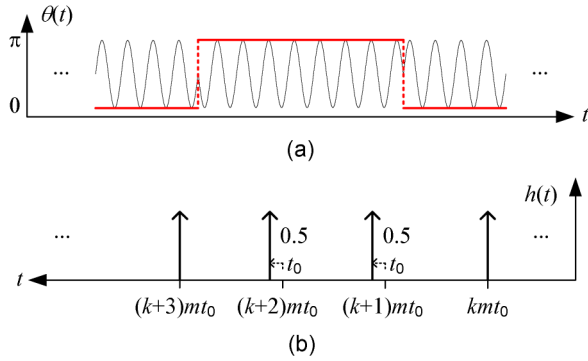 θ(t)
π
...
...
0
t
(a)
h(t)
...
0.5
0.5
...
t₀
t₀
t
(k+3)mt₀
(k+2)mt₀
(k+1)mt₀
kmt₀
(b)